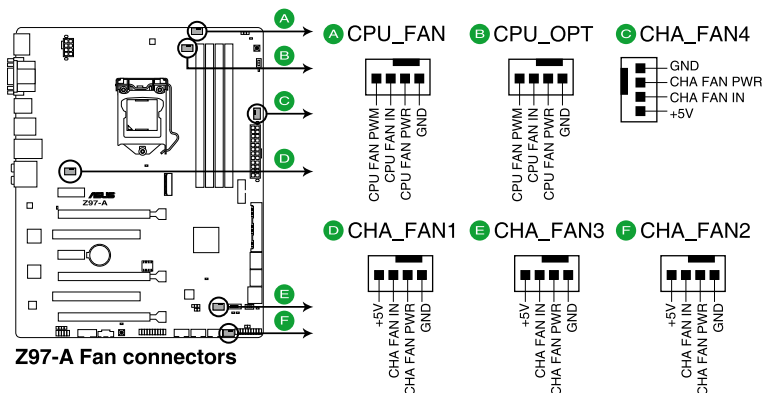 A
B
C
D
E
F
ASUS
Z97-A
Z97-A Fan connectors
A CPU_FAN
CPU FAN PWM
CPU FAN IN
CPU FAN PWR
GND
B CPU_OPT
CPU FAN PWM
CPU FAN IN
CPU FAN PWR
GND
C CHA_FAN4
GND
CHA FAN PWR
CHA FAN IN
+5V
D CHA_FAN1
+5V
CHA FAN IN
CHA FAN PWR
GND
E CHA_FAN3
+5V
CHA FAN IN
CHA FAN PWR
GND
F CHA_FAN2
+5V
CHA FAN IN
CHA FAN PWR
GND